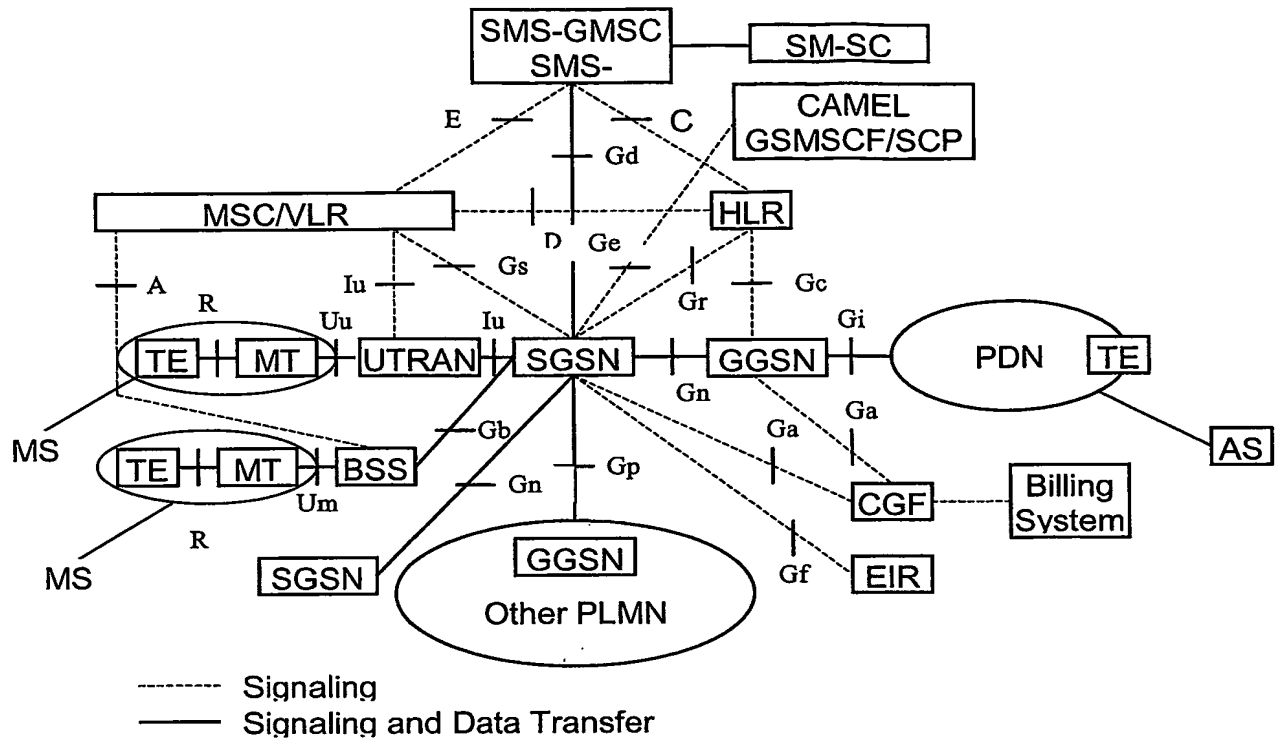 SMS-GMSC
SMS-
SM-SC
CAMEL
GSMSCF/SCP
E
C
Gd
MSC/VLR
HLR
D
Ge
A
Iu
Gs
Gr
Gc
R
Uu
Iu
Gi
TE
MT
UTRAN
SGSN
GGSN
PDN
TE
Gn
MS
Gb
Ga
Ga
AS
TE
MT
BSS
Gn
Gp
Um
CGF
Billing
System
R
MS
SGSN
GGSN
Gf
EIR
Other PLMN
Signaling
Signaling and Data Transfer